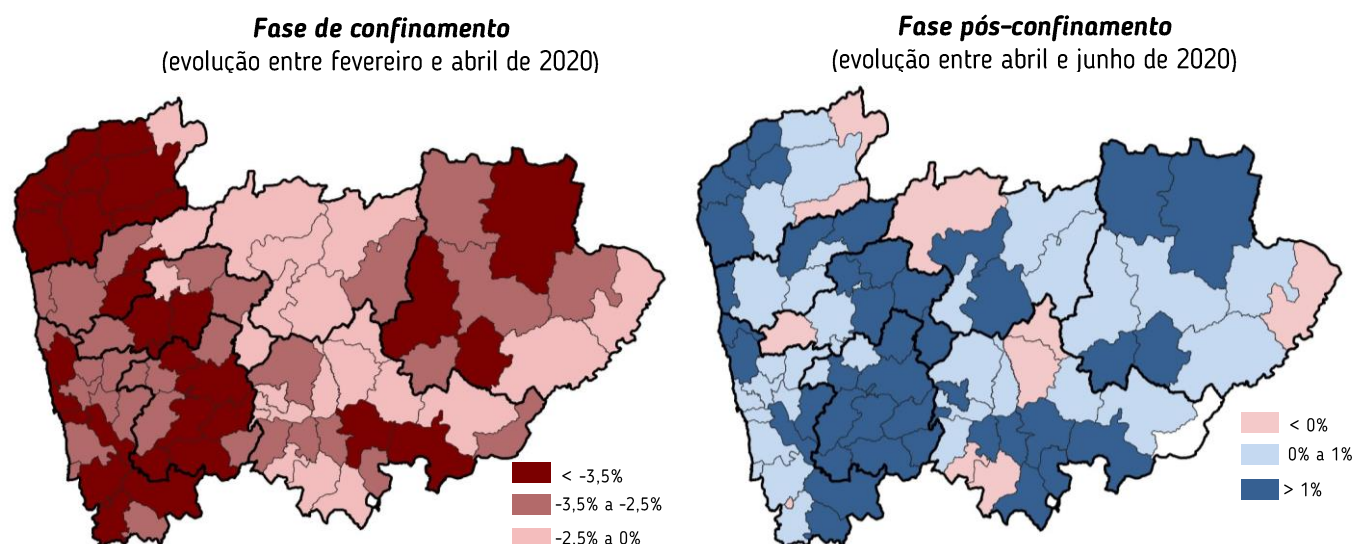 Fase de confinamento
(evolução entre fevereiro e abril de 2020)
< -3,5%
-3,5% a -2,5%
-2,5% a 0%
Fase pós-confinamento
(evolução entre abril e junho de 2020)
< 0%
0% a 1%
> 1%